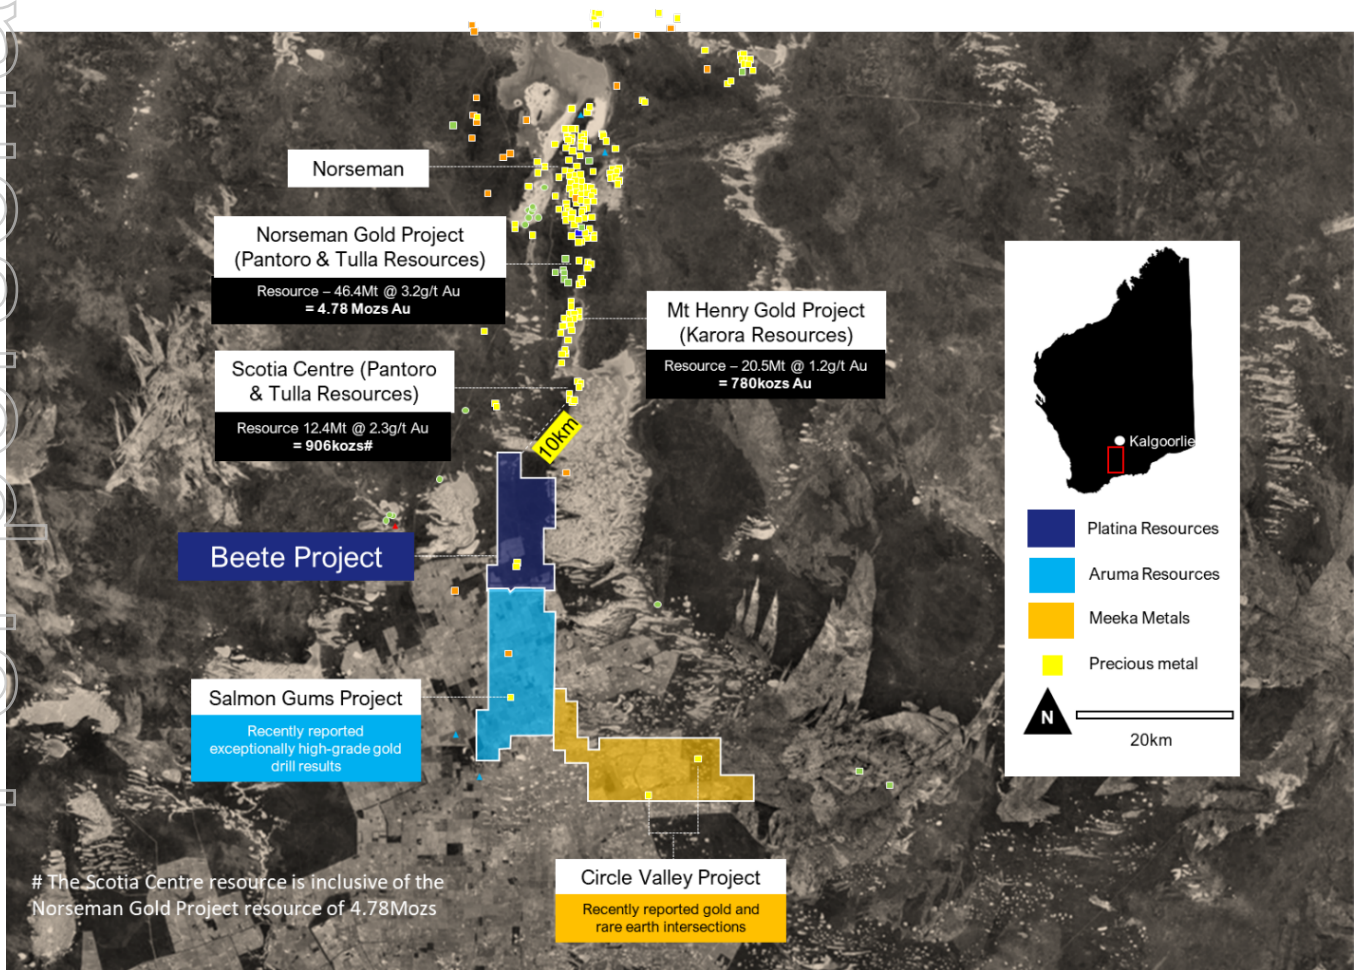 Norseman
Norseman Gold Project
(Pantoro & Tulla Resources)
Resource – 46.4Mt @ 3.2g/t Au
= 4.78 Mozs Au
Mt Henry Gold Project
(Karora Resources)
Resource – 20.5Mt @ 1.2g/t Au
= 780kozs Au
Scotia Centre (Pantoro
& Tulla Resources)
Resource 12.4Mt @ 2.3g/t Au
= 906kozs#
10km
Beete Project
Salmon Gums Project
Recently reported
exceptionally high-grade gold
drill results
Circle Valley Project
Recently reported gold and
rare earth intersections
# The Scotia Centre resource is inclusive of the
Norseman Gold Project resource of 4.78Mozs
Kalgoorlie
Platina Resources
Aruma Resources
Meeka Metals
Precious metal
N
20km